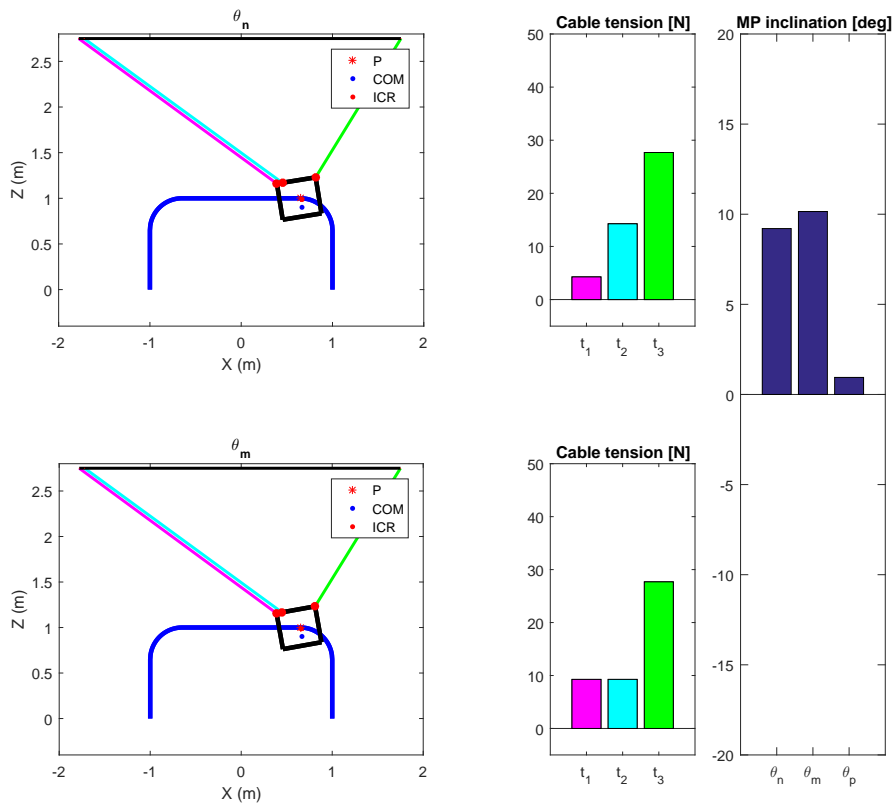 θn
Z (m)
2.5
2
1.5
1
0.5
0
-2 -1 0 1 2
X (m)
P
COM
ICR
Cable tension [N]
50
40
30
20
10
0
t1 t2 t3
MP inclination [deg]
20
15
10
5
0
-5
-10
-15
-20
θn θm θp
θm
Z (m)
2.5
2
1.5
1
0.5
0
-2 -1 0 1 2
X (m)
P
COM
ICR
Cable tension [N]
50
40
30
20
10
0
t1 t2 t3